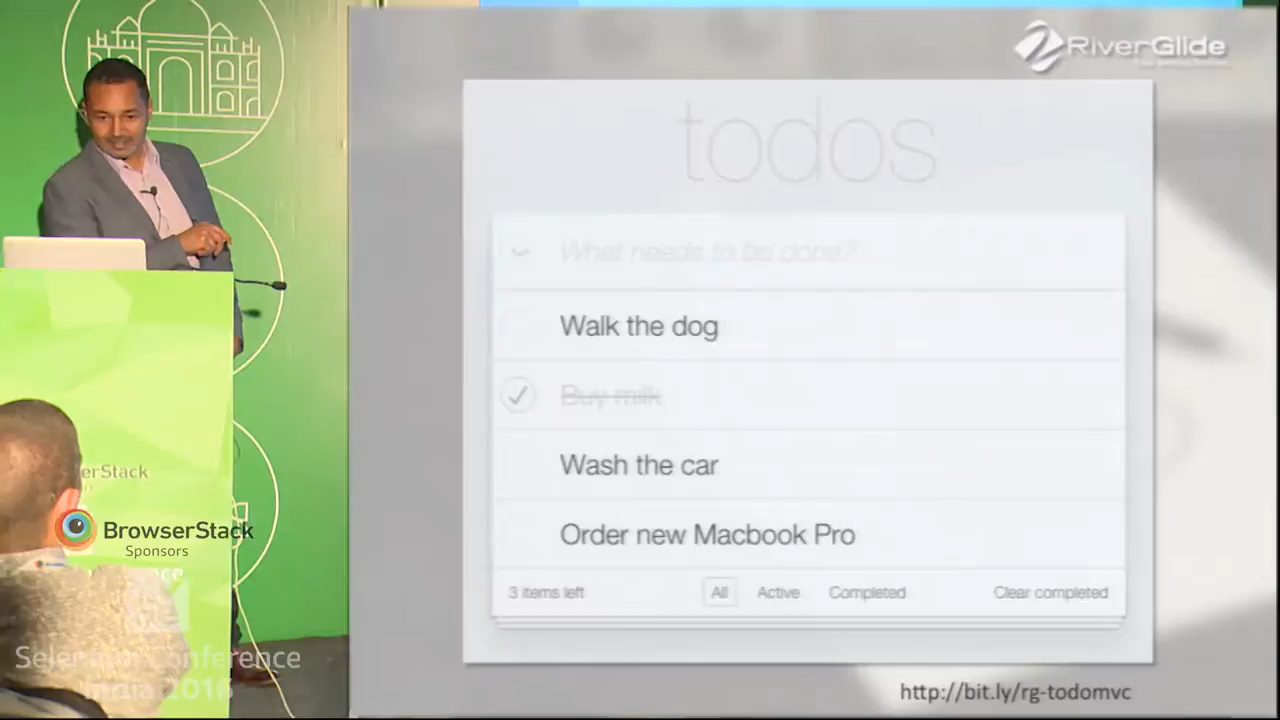 RiverGlide
todos
What needs to be done?
Walk the dog
Buy milk
Wash the car
Order new Macbook Pro
3 items left
All
Active
Completed
Clear completed
http://bit.ly/rg-todomvc
erStack
BrowserStack
Sponsors
Selenium Conference
India 2016